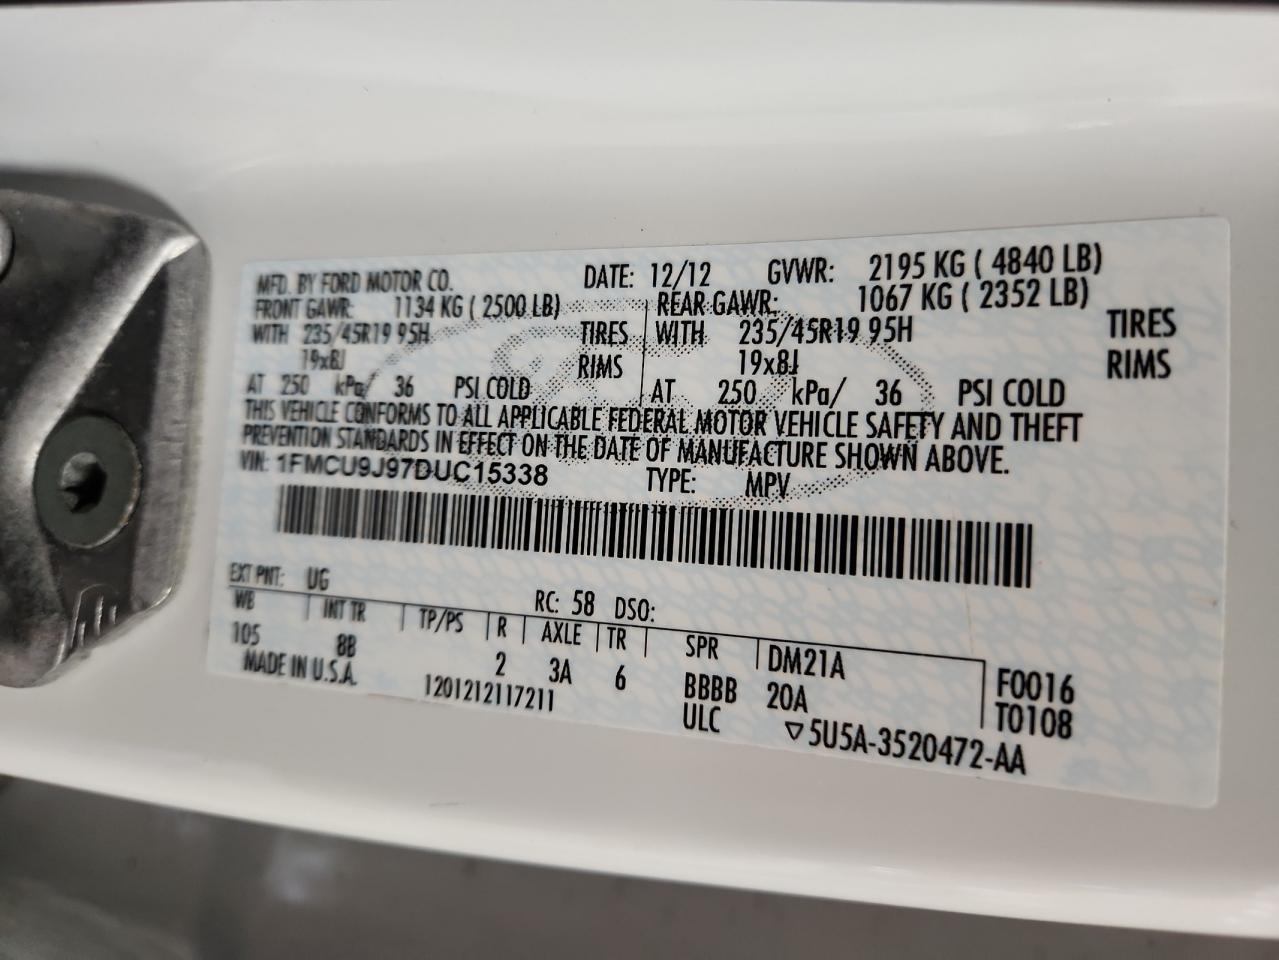 MFD. BY FORD MOTOR CO. DATE: 12/12 GVWR: 2195 KG ( 4840 LB)
FRONT GAWR: 1134 KG ( 2500 LB) REAR GAWR: 1067 KG ( 2352 LB)
WITH 235/45R19 95H TIRES WITH 235/45R19 95H TIRES
19x8J RIMS 19x8J RIMS
AT 250 kPa/ 36 PSI COLD AT 250 kPa/ 36 PSI COLD
THIS VEHICLE CONFORMS TO ALL APPLICABLE FEDERAL MOTOR VEHICLE SAFETY AND THEFT
PREVENTION STANDARDS IN EFFECT ON THE DATE OF MANUFACTURE SHOWN ABOVE.
VIN: 1FMCU9J97DUC15338 TYPE: MPV
EXT PNT: UG RC: 58 DSO:
WB INT TR TP/PS R AXLE TR SPR DM21A F0016
105 8B 2 3A 6 BBBB 20A T0108
MADE IN U.S.A. 1201212117211 ULC ▽5U5A-3520472-AA